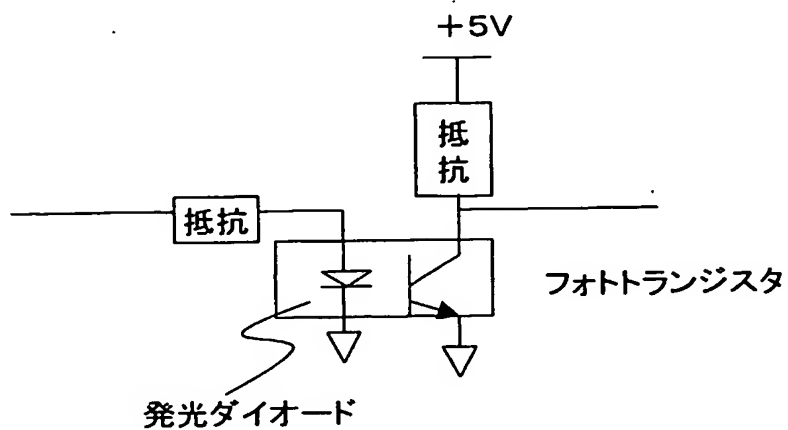 ＋5V
抵
抗
抵抗
フォトトランジスタ
発光ダイオード